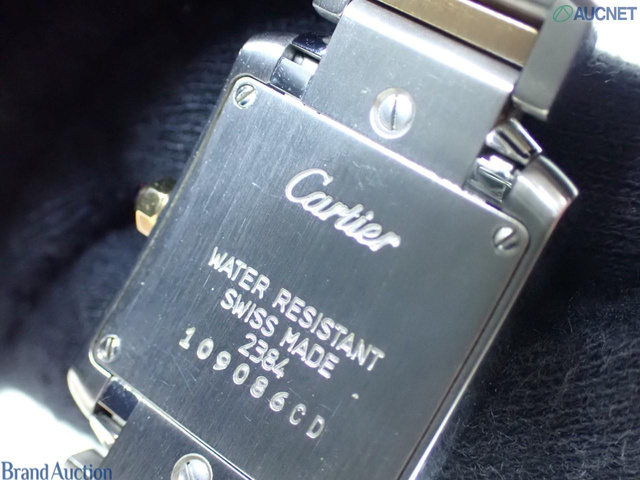 AUCNET
Cartier
WATER RESISTANT
SWISS MADE
2384
109086CD
Brand Auction